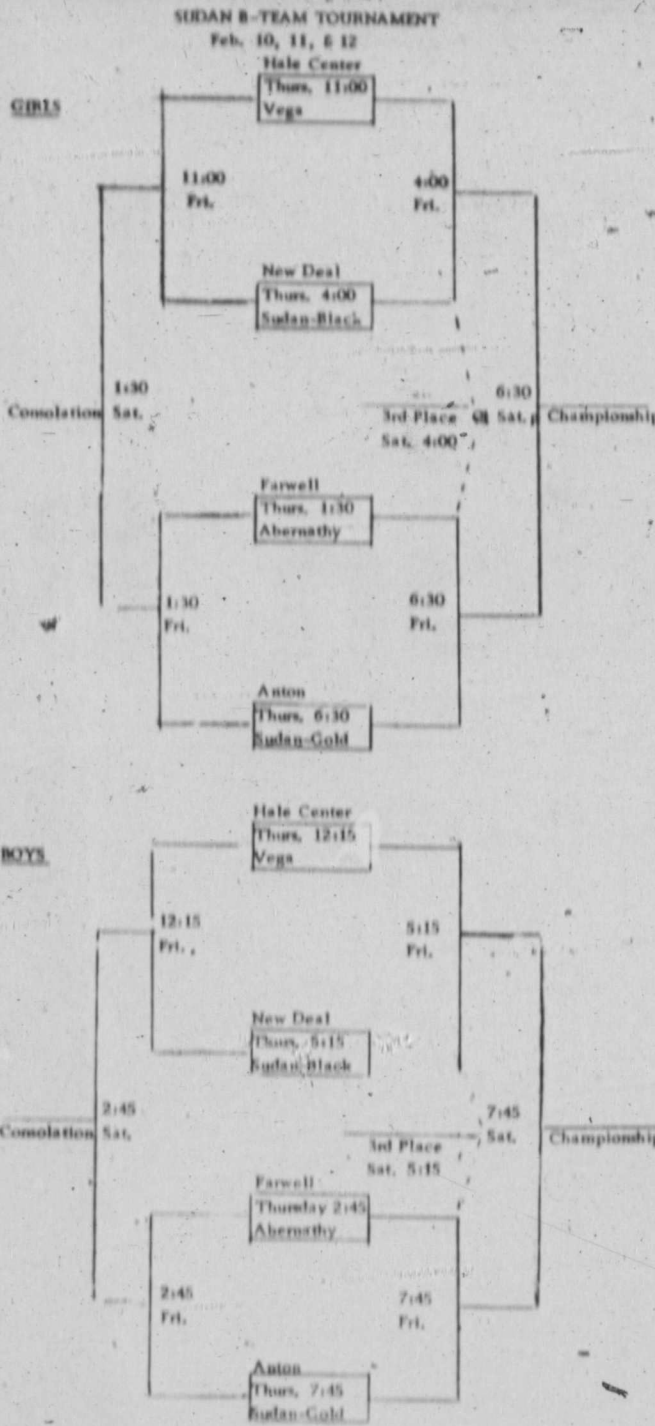 SUDAN B-TEAM TOURNAMENT
Feb. 10, 11, & 12
GIRLS
Hale Center
Thurs. 11:00
Vega
11:00
Fri.
4:00
Fri.
New Deal
Thurs. 4:00
Sudan-Black
1:30
Consolation Sat.
6:30
3rd Place Sat. Championship
Sat. 4:00
Farwell
Thurs. 1:30
Abernathy
1:30
Fri.
6:30
Fri.
Anton
Thurs. 6:30
Sudan-Gold
BOYS
Hale Center
Thurs. 12:15
Vega
12:15
Fri.
5:15
Fri.
New Deal
Thurs. 5:15
Sudan-Black
2:45
Consolation Sat.
7:45
3rd Place Sat. Championship
Sat. 5:15
Farwell
Thursday 2:45
Abernathy
2:45
Fri.
7:45
Fri.
Anton
Thurs. 7:45
Sudan-Gold